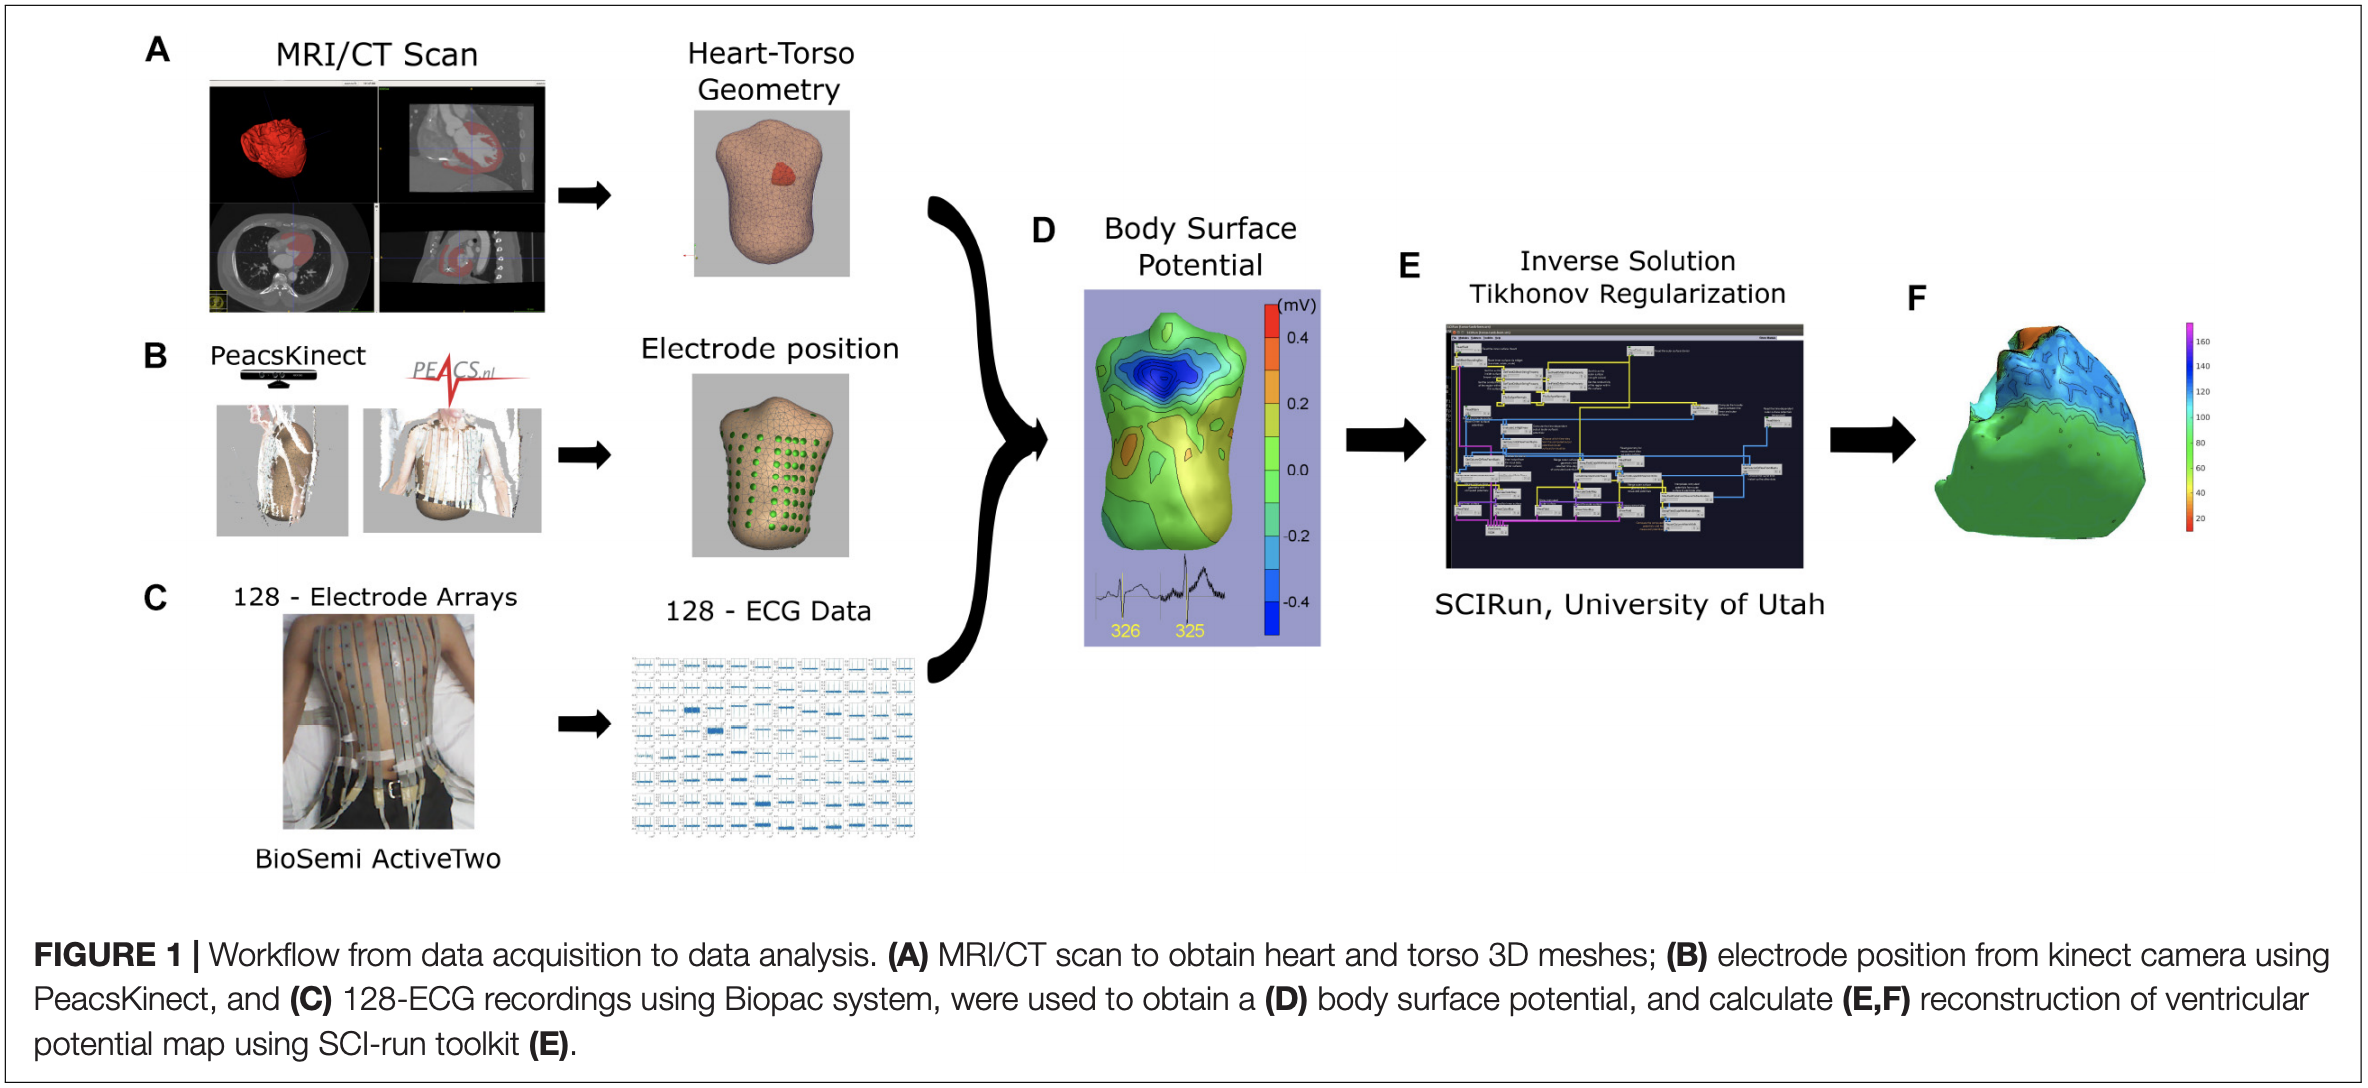 A
MRI/CT Scan
Heart-Torso
Geometry
B
PeacsKinect
PEACS.nl
Electrode position
C
128 - Electrode Arrays
BioSemi ActiveTwo
128 - ECG Data
D
Body Surface
Potential
(mV)
0.4
0.2
0.0
-0.2
-0.4
326
325
E
Inverse Solution
Tikhonov Regularization
SCIRun, University of Utah
F
160
140
120
100
80
60
40
20
FIGURE 1 | Workflow from data acquisition to data analysis. (A) MRI/CT scan to obtain heart and torso 3D meshes; (B) electrode position from kinect camera using
PeacsKinect, and (C) 128-ECG recordings using Biopac system, were used to obtain a (D) body surface potential, and calculate (E,F) reconstruction of ventricular
potential map using SCI-run toolkit (E).